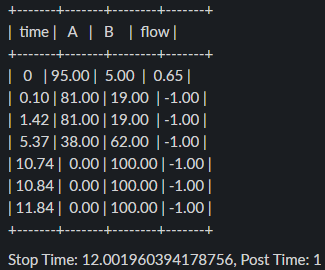 +-------+-------+-------+-------+
| time | A | B | flow |
+-------+-------+-------+-------+
| 0 | 95.00 | 5.00 | 0.65 |
| 0.10 | 81.00 | 19.00 | -1.00 |
| 1.42 | 81.00 | 19.00 | -1.00 |
| 5.37 | 38.00 | 62.00 | -1.00 |
| 10.74 | 0.00 | 100.00 | -1.00 |
| 10.84 | 0.00 | 100.00 | -1.00 |
| 11.84 | 0.00 | 100.00 | -1.00 |
+-------+-------+-------+-------+
Stop Time: 12.001960394178756, Post Time: 1